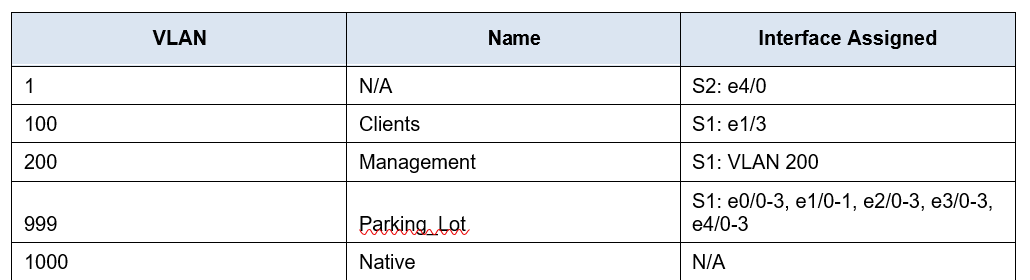 VLAN Name Interface Assigned
1 N/A S2: e4/0
100 Clients S1: e1/3
200 Management S1: VLAN 200
999 Parking_Lot S1: e0/0-3, e1/0-1, e2/0-3, e3/0-3,
e4/0-3
1000 Native N/A